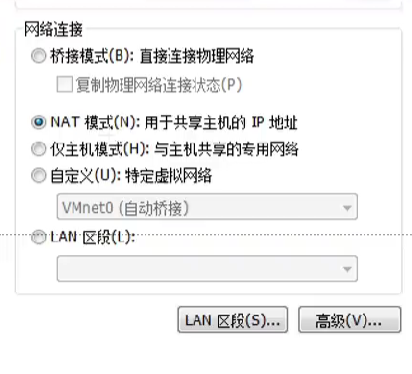 网络连接
桥接模式(B): 直接连接物理网络
复制物理网络连接状态(P)
NAT 模式(N): 用于共享主机的 IP 地址
仅主机模式(H): 与主机共享的专用网络
自定义(U): 特定虚拟网络
VMnet0 (自动桥接)
LAN 区段(L):
LAN 区段(S)...
高级(V)...